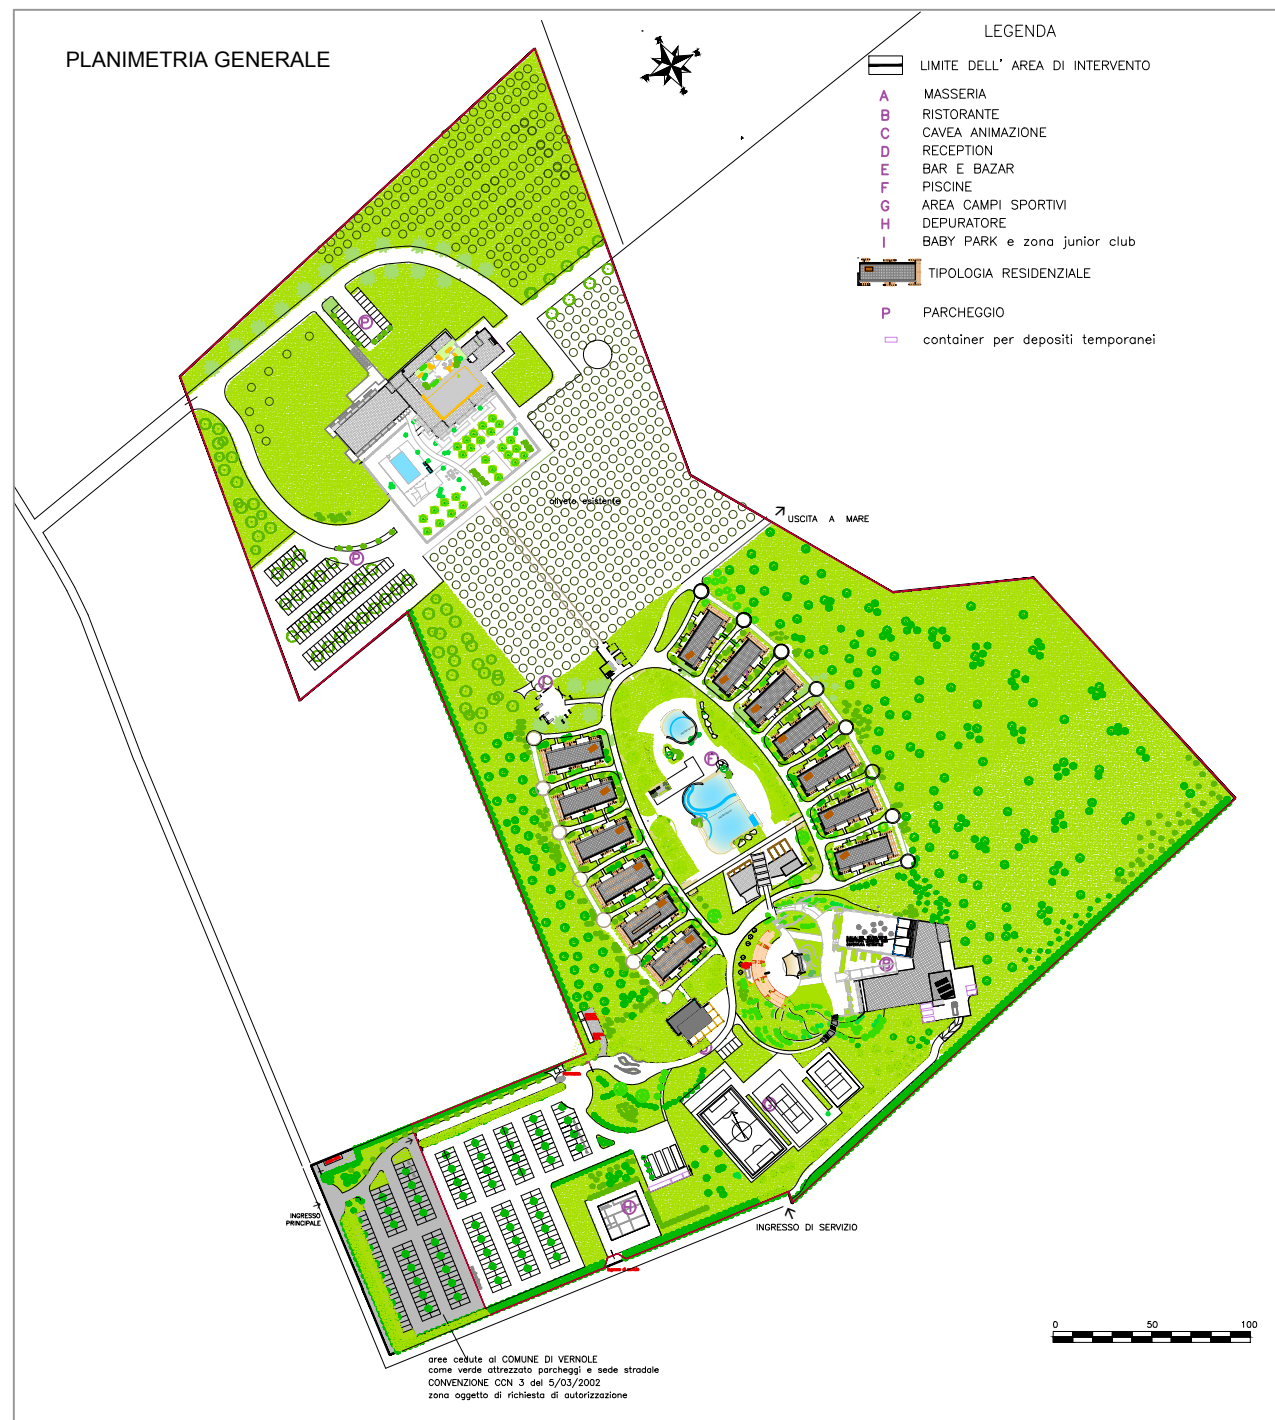 PLANIMETRIA GENERALE
LEGENDA
LIMITE DELL' AREA DI INTERVENTO
A MASSERIA
B RISTORANTE
C CAVEA ANIMAZIONE
D RECEPTION
E BAR E BAZAR
F PISCINE
G AREA CAMPI SPORTIVI
H DEPURATORE
I BABY PARK e zona junior club
TIPOLOGIA RESIDENZIALE
P PARCHEGGIO
container per depositi temporanei
P
oliveto esistente
USCITA A MARE
P
F
G
H
INGRESSO
PRINCIPALE
INGRESSO DI SERVIZIO
0 50 100
aree cedute al COMUNE DI VERNOLE
come verde attrezzato parcheggi e sede stradale
CONVENZIONE CCN 3 del 5/03/2002
zona oggetto di richiesta di autorizzazione